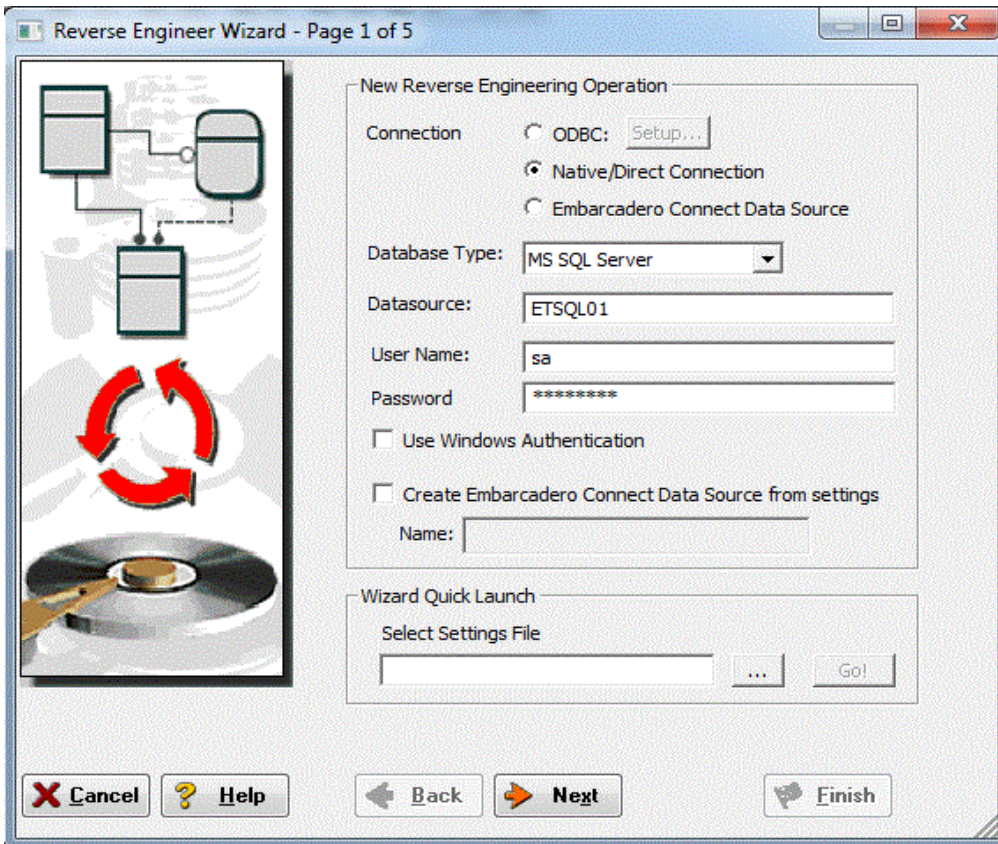 Reverse Engineer Wizard - Page 1 of 5
New Reverse Engineering Operation
Connection
ODBC:
Setup...
Native/Direct Connection
Embarcadero Connect Data Source
Database Type:
MS SQL Server
Datasource:
ETSQL01
User Name:
sa
Password
********
Use Windows Authentication
Create Embarcadero Connect Data Source from settings
Name:
Wizard Quick Launch
Select Settings File
...
Go!
Cancel
Help
Back
Next
Finish